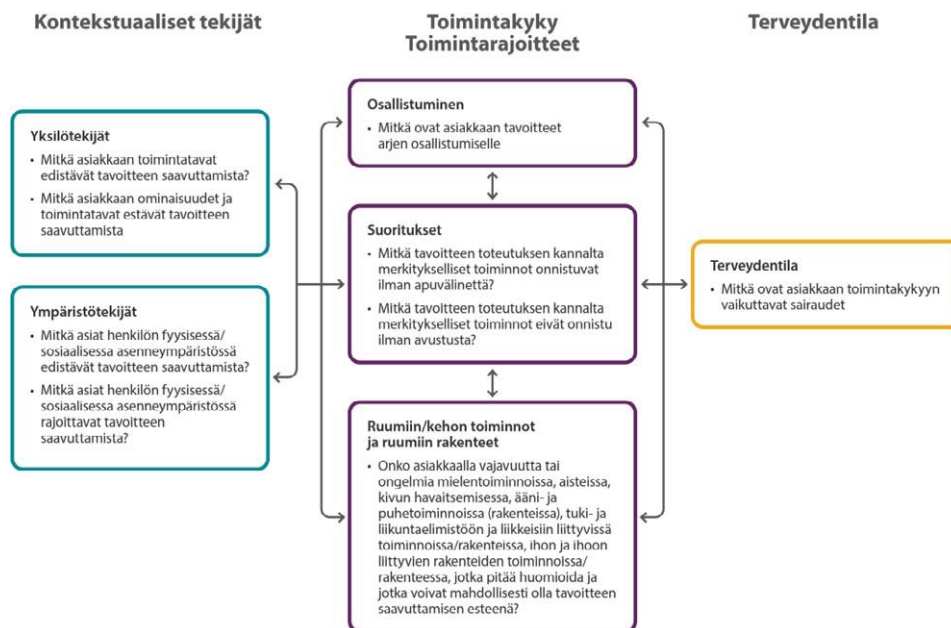 Kontekstuaaliset tekijät
Toimintakyky
Toimintarajoitteet
Terveydentila
Yksilötekijät
• Mitkä asiakkaan toimintatavat
edistävät tavoitteen saavuttamista?
• Mitkä asiakkaan ominaisuudet ja
toimintatavat estävät tavoitteen
saavuttamista
Ympäristötekijät
• Mitkä asiat henkilön fyysisessä/
sosiaalisessa asenneympäristössä
edistävät tavoitteen saavuttamista?
• Mitkä asiat henkilön fyysisessä/
sosiaalisessa asenneympäristössä
rajoittavat tavoitteen
saavuttamista?
Osallistuminen
• Mitkä ovat asiakkaan tavoitteet
arjen osallistumiselle
Suoritukset
• Mitkä tavoitteen toteutuksen kannalta
merkitykselliset toiminnot onnistuvat
ilman apuvälinettä?
• Mitkä tavoitteen toteutuksen kannalta
merkitykselliset toiminnot eivät onnistu
ilman avustusta?
Ruumiin/kehon toiminnot
ja ruumiin rakenteet
• Onko asiakkaalla vajavuutta tai
ongelmia mielentoiminnoissa, aisteissa,
kivun havaitsemisessa, ääni- ja
puhetoiminnoissa (rakenteissa), tuki- ja
liikuntaelimistöön ja liikkeisiin liittyvissä
toiminnoissa/rakenteissa, ihon ja ihoon
liittyvien rakenteiden toiminnoissa/
rakenteessa, jotka pitää huomioida ja
jotka voivat mahdollisesti olla tavoitteen
saavuttamisen esteenä?
Terveydentila
• Mitkä ovat asiakkaan toimintakykyyn
vaikuttavat sairaudet